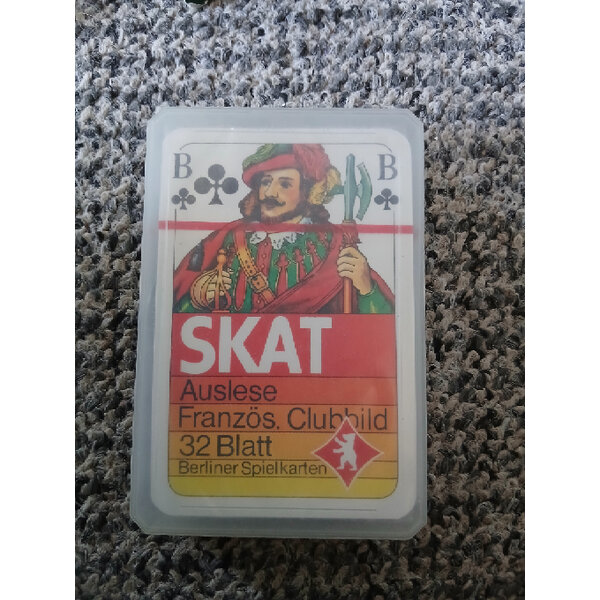 B B
SKAT
Auslese
Französ. Clubbild
32 Blatt
Berliner Spielkarten